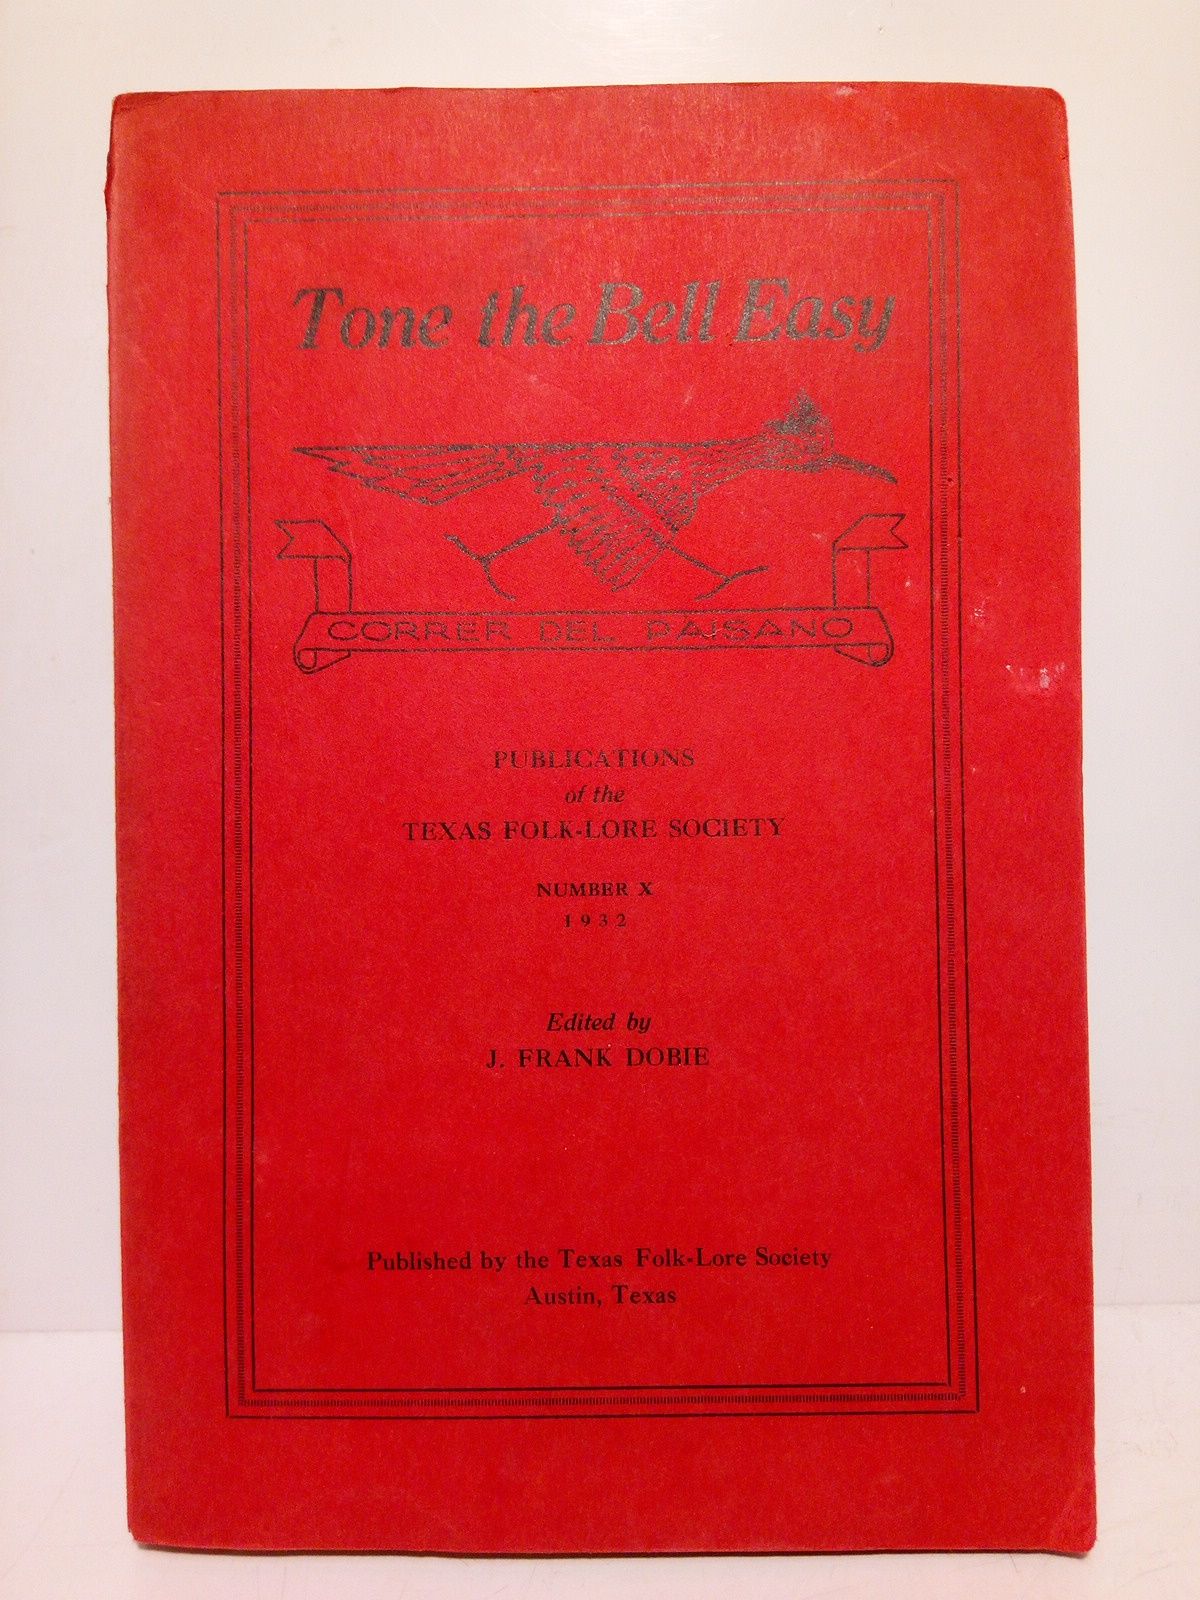 Tone the Bell Easy
CORRER DEL PAISANO
PUBLICATIONS
of the
TEXAS FOLK-LORE SOCIETY
NUMBER X
1932
Edited by
J. FRANK DOBIE
Published by the Texas Folk-Lore Society
Austin, Texas